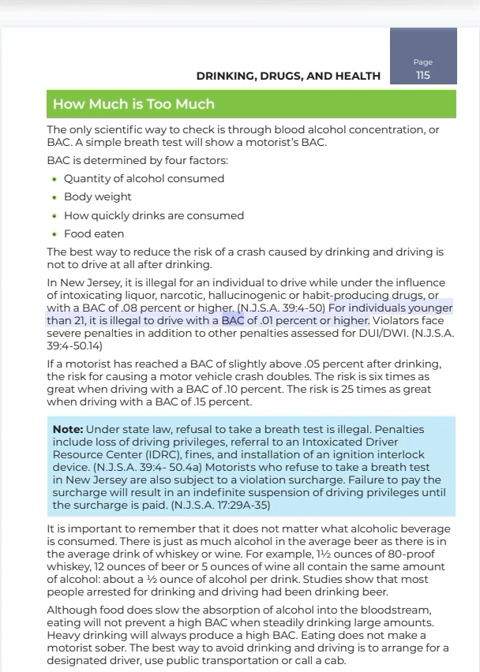 Page
115
DRINKING, DRUGS, AND HEALTH
How Much is Too Much
The only scientific way to check is through blood alcohol concentration, or
BAC. A simple breath test will show a motorist's BAC.
BAC is determined by four factors:
• Quantity of alcohol consumed
• Body weight
• How quickly drinks are consumed
• Food eaten
The best way to reduce the risk of a crash caused by drinking and driving is
not to drive at all after drinking.
In New Jersey, it is illegal for an individual to drive while under the influence
of intoxicating liquor, narcotic, hallucinogenic or habit-producing drugs, or
with a BAC of .08 percent or higher. (N.J.S.A. 39:4-50) For individuals younger
than 21, it is illegal to drive with a BAC of .01 percent or higher. Violators face
severe penalties in addition to other penalties assessed for DUI/DWI. (N.J.S.A.
39:4-50.14)
If a motorist has reached a BAC of slightly above .05 percent after drinking,
the risk for causing a motor vehicle crash doubles. The risk is six times as
great when driving with a BAC of .10 percent. The risk is 25 times as great
when driving with a BAC of .15 percent.
Note: Under state law, refusal to take a breath test is illegal. Penalties
include loss of driving privileges, referral to an Intoxicated Driver
Resource Center (IDRC), fines, and installation of an ignition interlock
device. (N.J.S.A. 39:4- 50.4a) Motorists who refuse to take a breath test
in New Jersey are also subject to a violation surcharge. Failure to pay the
surcharge will result in an indefinite suspension of driving privileges until
the surcharge is paid. (N.J.S.A. 17:29A-35)
It is important to remember that it does not matter what alcoholic beverage
is consumed. There is just as much alcohol in the average beer as there is in
the average drink of whiskey or wine. For example, 1½ ounces of 80-proof
whiskey, 12 ounces of beer or 5 ounces of wine all contain the same amount
of alcohol: about a ½ ounce of alcohol per drink. Studies show that most
people arrested for drinking and driving had been drinking beer.
Although food does slow the absorption of alcohol into the bloodstream,
eating will not prevent a high BAC when steadily drinking large amounts.
Heavy drinking will always produce a high BAC. Eating does not make a
motorist sober. The best way to avoid drinking and driving is to arrange for a
designated driver, use public transportation or call a cab.